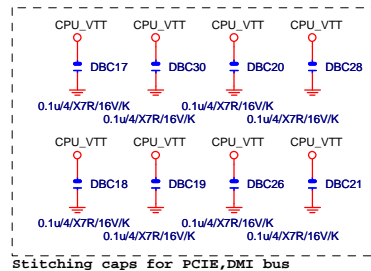 CPU_VTT CPU_VTT CPU_VTT CPU_VTT
DBC17 DBC30 DBC20 DBC28
0.1u/4/X7R/16V/K 0.1u/4/X7R/16V/K
0.1u/4/X7R/16V/K 0.1u/4/X7R/16V/K
CPU_VTT CPU_VTT CPU_VTT CPU_VTT
DBC18 DBC19 DBC26 DBC21
0.1u/4/X7R/16V/K 0.1u/4/X7R/16V/K
0.1u/4/X7R/16V/K 0.1u/4/X7R/16V/K
Stitching caps for PCIE,DMI bus